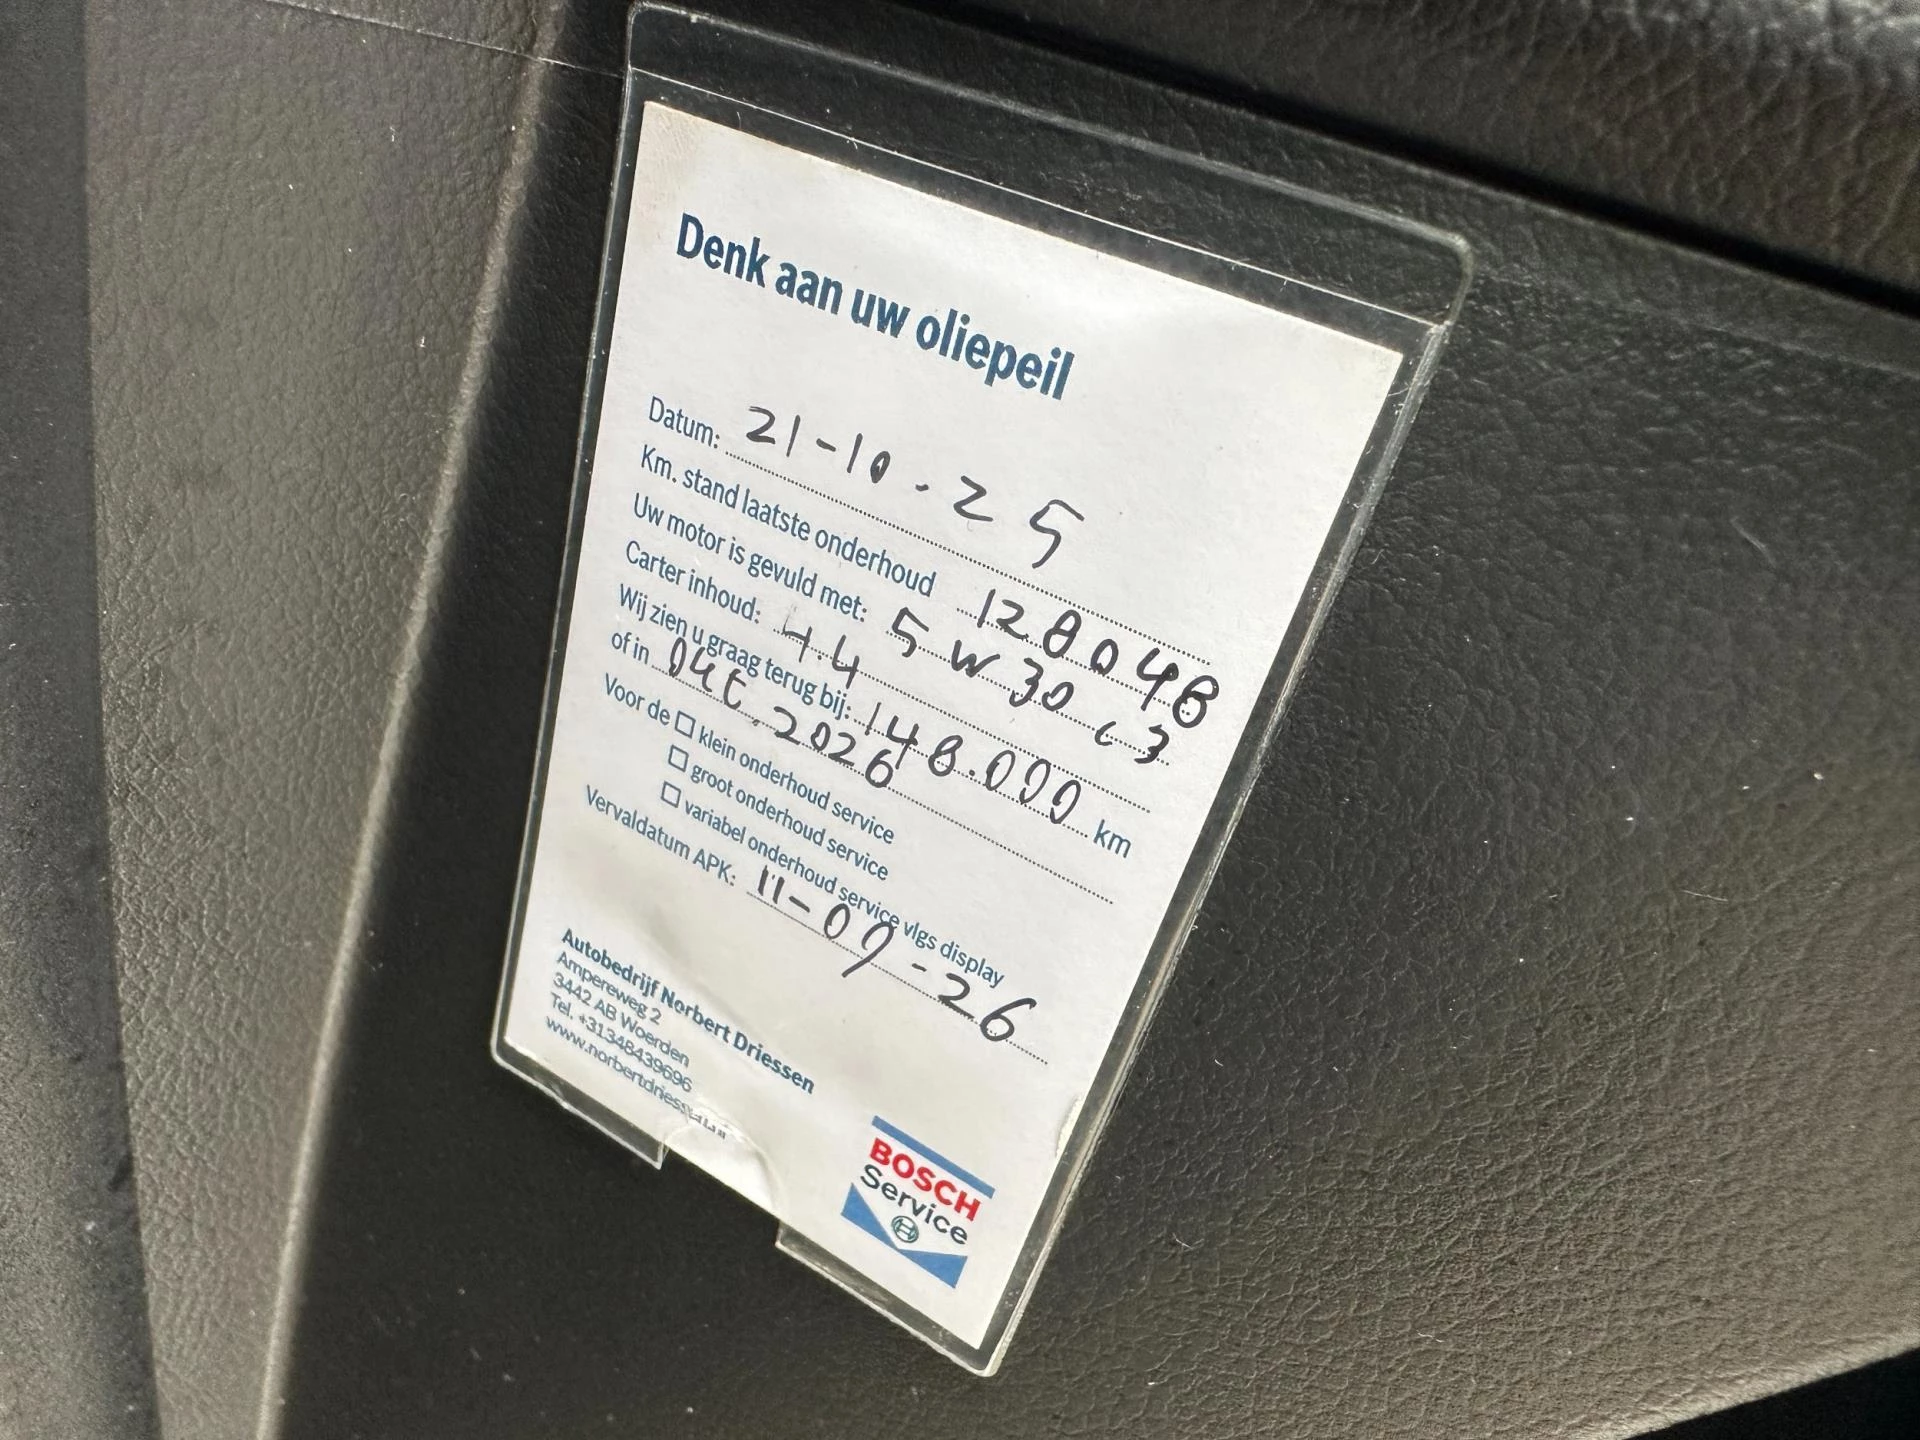 Denk aan uw oliepeil
Datum: 21-10-25
Km. stand laatste onderhoud 128048
Uw motor is gevuld met: 5W30 C3
Carter inhoud: 4.4
Wij zien u graag terug bij: 148.000 km
of in okt. 2026
Voor de □ klein onderhoud service
□ groot onderhoud service
□ variabel onderhoud service vlgs display
Vervaldatum APK: 11-09-26
Autobedrijf Norbert Driessen
Ampereweg 2
3442 AB Woerden
Tel. +31348439696
BOSCH
Service